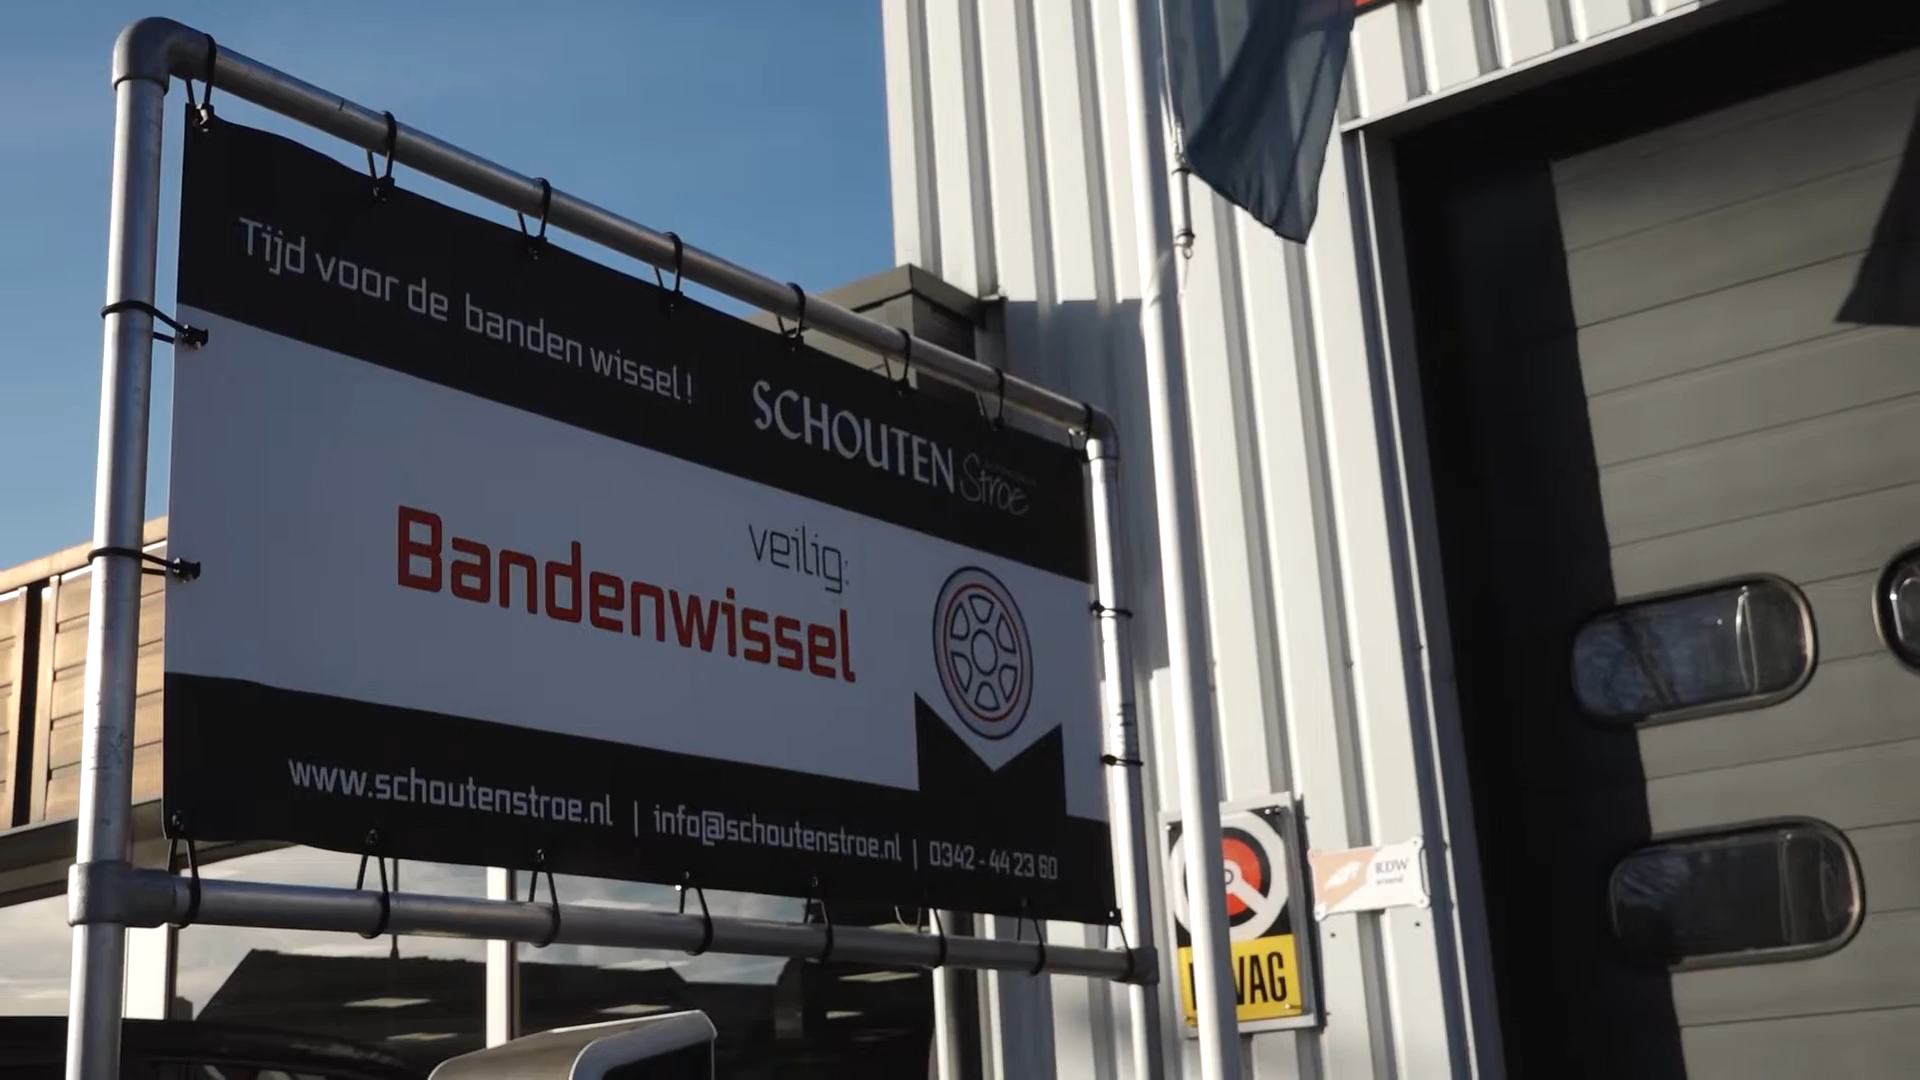 Tijd voor de banden wissel!
SCHOUTEN
Stroe
veilig:
Bandenwissel
www.schoutenstroe.nl | info@schoutenstroe.nl | 0342 - 44 23 60
RDW